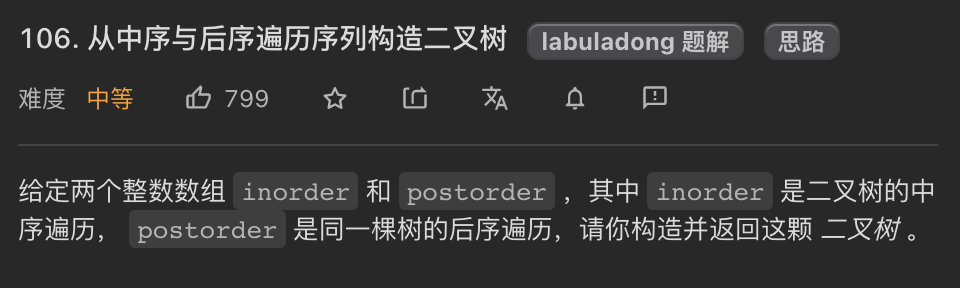 106. 从中序与后序遍历序列构造二叉树 labuladong 题解 思路
难度 中等 799
给定两个整数数组 inorder 和 postorder ，其中 inorder 是二叉树的中
序遍历， postorder 是同一棵树的后序遍历，请你构造并返回这颗 二叉树 。